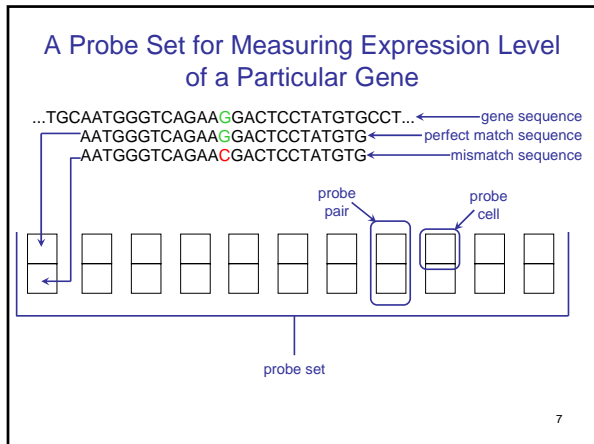 A Probe Set for Measuring Expression Level
of a Particular Gene
...TGCAATGGGTCAGAAGGACTCCTATGTGCCT... gene sequence
AATGGGTCAGAAGGACTCCTATGTG perfect match sequence
AATGGGTCAGAACGACTCCTATGTG mismatch sequence
probe
pair
probe
cell
probe set
7